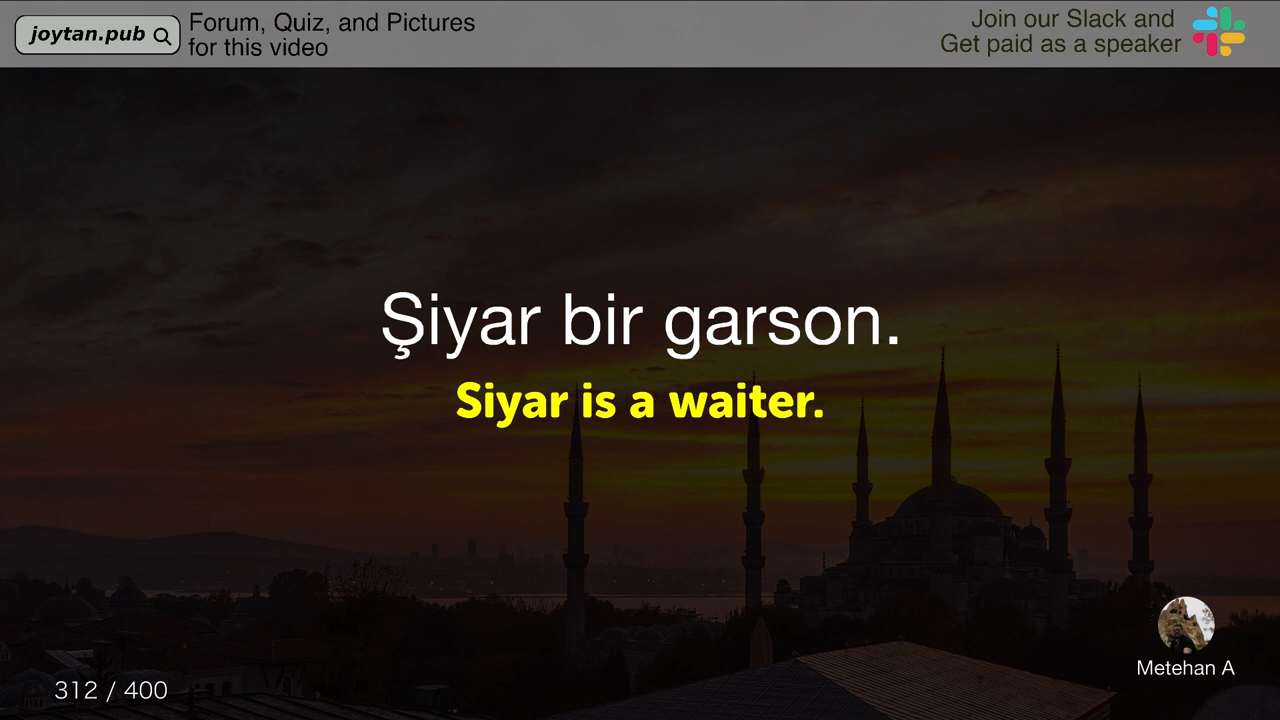 joytan.pub
Forum, Quiz, and Pictures
for this video
Join our Slack and
Get paid as a speaker
Şiyar bir garson.
Siyar is a waiter.
Metehan A
312 / 400